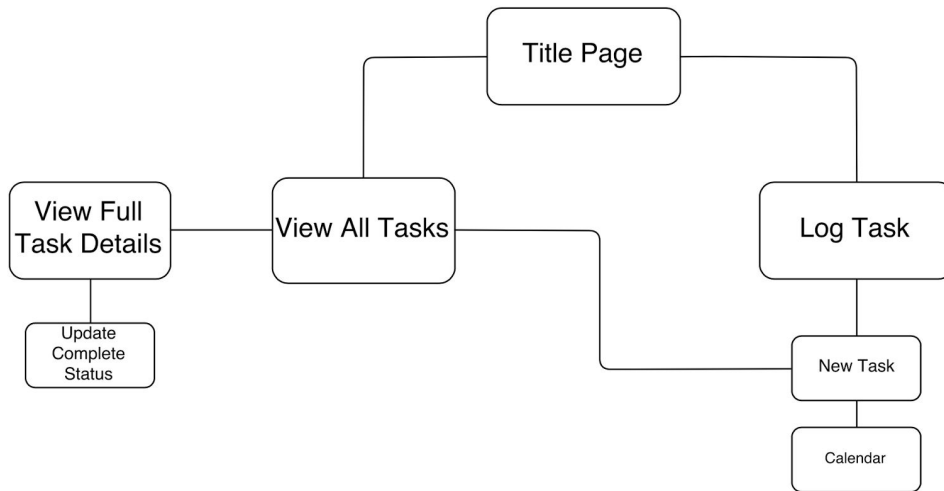 Title Page
View Full
Task Details
View All Tasks
Log Task
Update
Complete
Status
New Task
Calendar